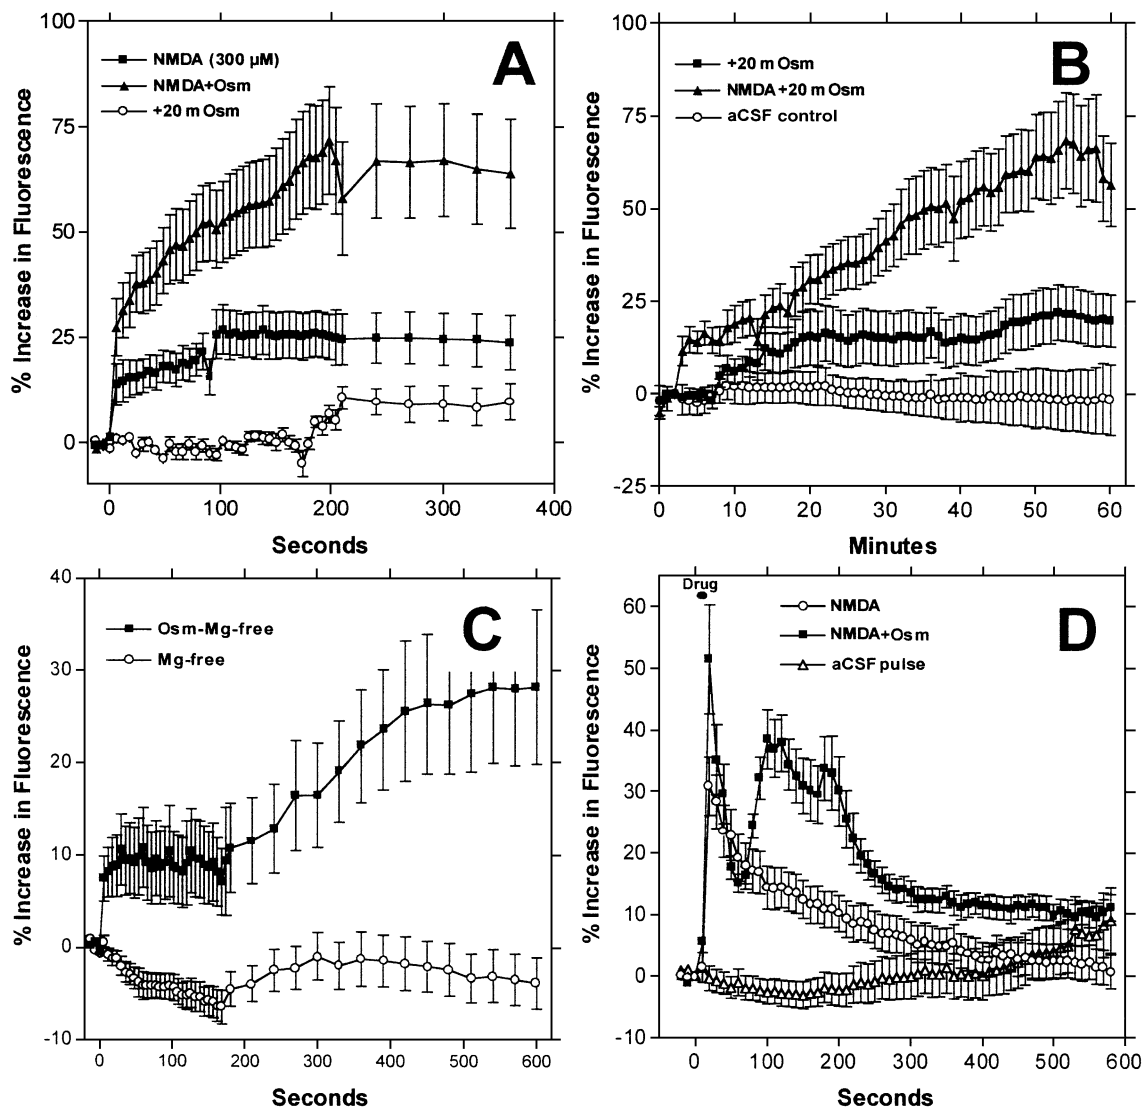 A
NMDA (300 µM)
NMDA+Osm
+20 mOsm
% Increase in Fluorescence
100
75
50
25
0
0 100 200 300 400
Seconds
B
+20 mOsm
NMDA +20 mOsm
aCSF control
% Increase in Fluorescence
100
75
50
25
0
-25
0 10 20 30 40 50 60
Minutes
C
Osm-Mg-free
Mg-free
% Increase in Fluorescence
40
30
20
10
0
-10
0 100 200 300 400 500 600
Seconds
D
Drug
NMDA
NMDA+Osm
aCSF pulse
% Increase in Fluorescence
60
50
40
30
20
10
0
-10
0 100 200 300 400 500 600
Seconds